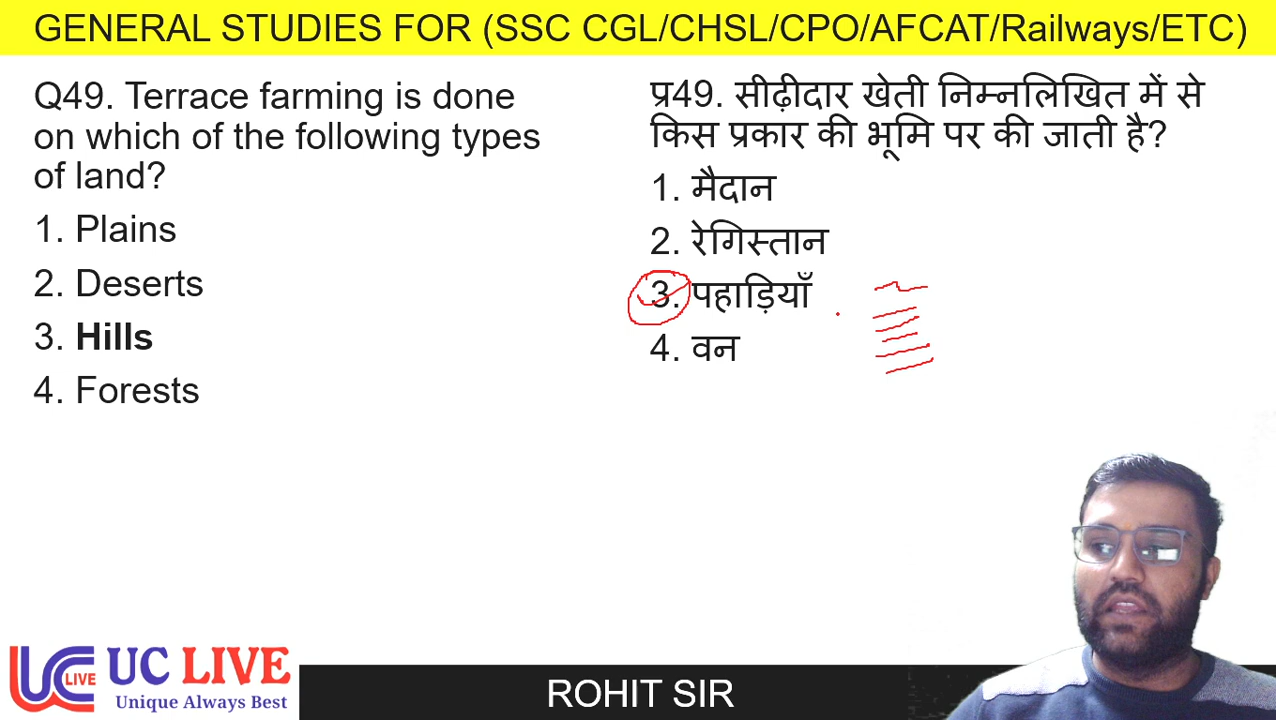 GENERAL STUDIES FOR (SSC CGL/CHSL/CPO/AFCAT/Railways/ETC)
Q49. Terrace farming is done
on which of the following types
of land?
1. Plains
2. Deserts
3. Hills
4. Forests
प्र49. सीढ़ीदार खेती निम्नलिखित में से
किस प्रकार की भूमि पर की जाती है?
1. मैदान
2. रेगिस्तान
3. पहाड़ियाँ
4. वन
UC LIVE UC LIVE
Unique Always Best
ROHIT SIR